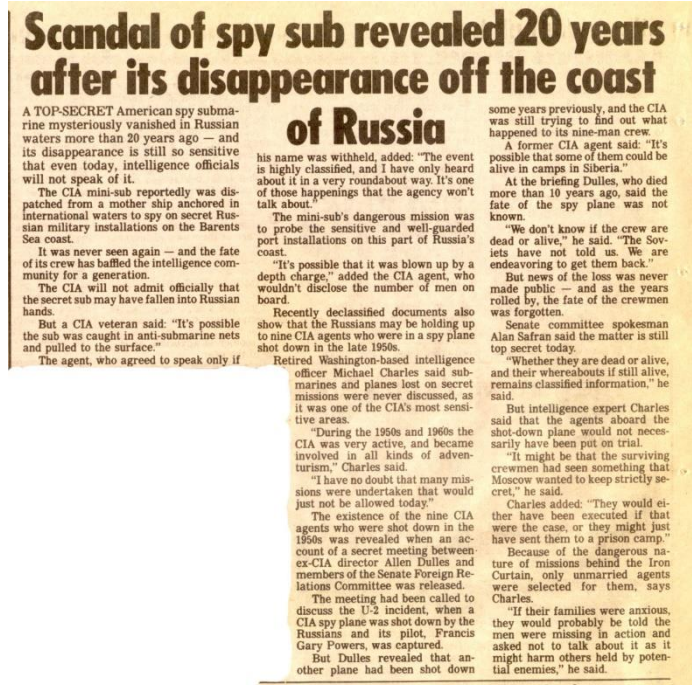 Scandal of spy sub revealed 20 years
after its disappearance off the coast
of Russia
A TOP-SECRET American spy subma-
rine mysteriously vanished in Russian
waters more than 20 years ago — and
its disappearance is still so sensitive
that even today, intelligence officials
will not speak of it.
The CIA mini-sub reportedly was dis-
patched from a mother ship anchored in
international waters to spy on secret Rus-
sian military installations on the Barents
Sea coast.
It was never seen again — and the fate
of its crew has baffled the intelligence com-
munity for a generation.
The CIA will not admit officially that
the secret sub may have fallen into Russian
hands.
But a CIA veteran said: "It's possible
the sub was caught in anti-submarine nets
and pulled to the surface."
The agent, who agreed to speak only if
his name was withheld, added: "The event
is highly classified, and I have only heard
about it in a very roundabout way. It's one
of those happenings that the agency won't
talk about."
The mini-sub's dangerous mission was
to probe the sensitive and well-guarded
port installations on this part of Russia's
coast.
"It's possible that it was blown up by a
depth charge," added the CIA agent, who
wouldn't disclose the number of men on
board.
Recently declassified documents also
show that the Russians may be holding up
to nine CIA agents who were in a spy plane
shot down in the late 1950s.
Retired Washington-based intelligence
officer Michael Charles said sub-
marines and planes lost on secret
missions were never discussed, as
it was one of the CIA's most sensi-
tive areas.
"During the 1950s and 1960s the
CIA was very active, and became
involved in all kinds of adven-
turism," Charles said.
"I have no doubt that many mis-
sions were undertaken that would
just not be allowed today."
The existence of the nine CIA
agents who were shot down in the
1950s was revealed when an ac-
count of a secret meeting between
ex-CIA director Allen Dulles and
members of the Senate Foreign Re-
lations Committee was released.
The meeting had been called to
discuss the U-2 incident, when a
CIA spy plane was shot down by the
Russians and its pilot, Francis
Gary Powers, was captured.
But Dulles revealed that an-
other plane had been shot down
some years previously, and the CIA
was still trying to find out what
happened to its nine-man crew.
A former CIA agent said: "It's
possible that some of them could be
alive in camps in Siberia."
At the briefing Dulles, who died
more than 10 years ago, said the
fate of the spy plane was not
known.
"We don't know if the crew are
dead or alive," he said. "The Sov-
iets have not told us. We are
endeavoring to get them back."
But news of the loss was never
made public — and as the years
rolled by, the fate of the crewmen
was forgotten.
Senate committee spokesman
Alan Safran said the matter is still
top secret today.
"Whether they are dead or alive,
and their whereabouts if still alive,
remains classified information," he
said.
But intelligence expert Charles
said that the agents aboard the
shot-down plane would not neces-
sarily have been put on trial.
"It might be that the surviving
crewmen had seen something that
Moscow wanted to keep strictly se-
cret," he said.
Charles added: "They would ei-
ther have been executed if that
were the case, or they might just
have sent them to a prison camp."
Because of the dangerous na-
ture of missions behind the Iron
Curtain, only unmarried agents
were selected for them, says
Charles.
"If their families were anxious,
they would probably be told the
men were missing in action and
asked not to talk about it as it
might harm others held by poten-
tial enemies," he said.